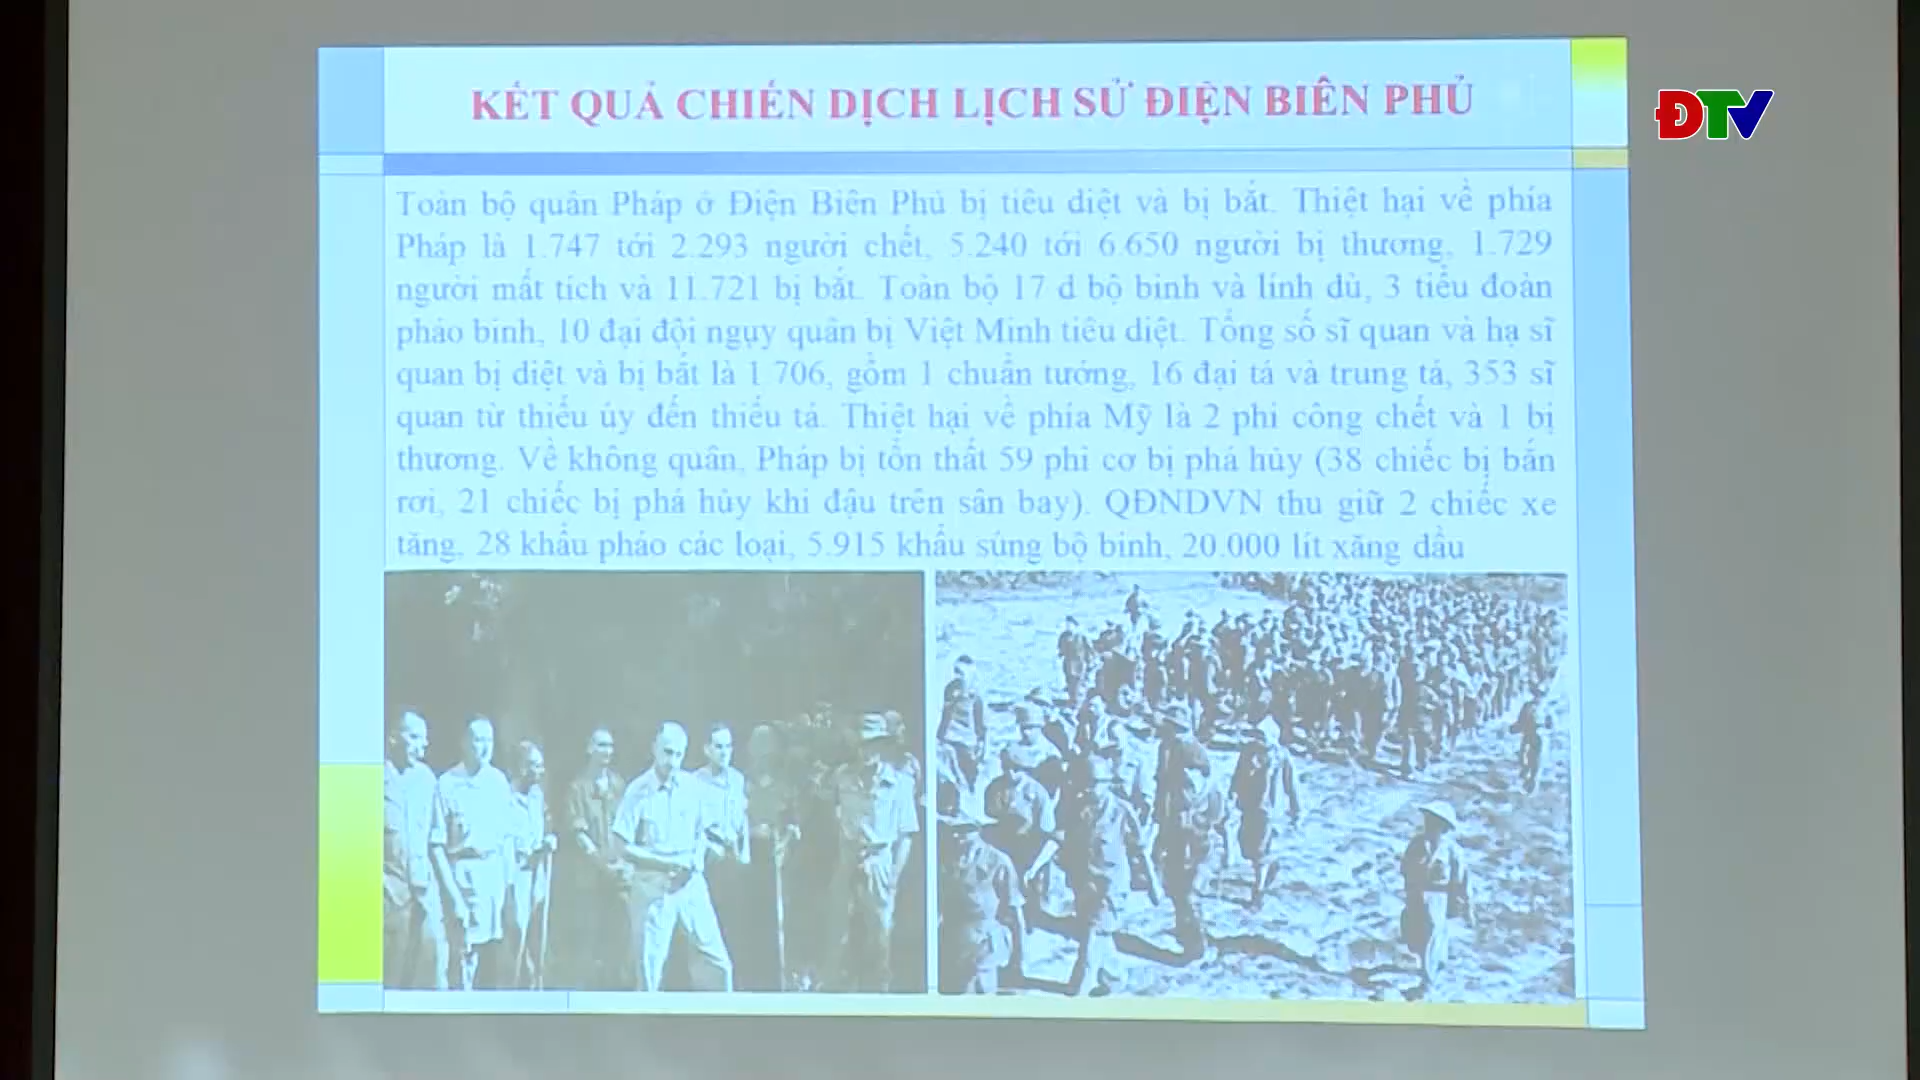 KẾT QUẢ CHIẾN DỊCH LỊCH SỬ ĐIỆN BIÊN PHỦ
ĐTV
Toàn bộ quân Pháp ở Điện Biên Phủ bị tiêu diệt và bị bắt. Thiệt hại về phía
Pháp là 1.747 tới 2.293 người chết, 5.240 tới 6.650 người bị thương, 1.729
người mất tích và 11.721 bị bắt. Toàn bộ 17 d bộ binh và lính dù, 3 tiểu đoàn
pháo binh, 10 đại đội ngụy quân bị Việt Minh tiêu diệt. Tổng số sĩ quan và hạ sĩ
quan bị diệt và bị bắt là 1.706, gồm 1 chuẩn tướng, 16 đại tá và trung tá, 353 sĩ
quan từ thiếu úy đến thiếu tá. Thiệt hại về phía Mỹ là 2 phi công chết và 1 bị
thương. Về không quân, Pháp bị tổn thất 59 phi cơ bị phá hủy (38 chiếc bị bắn
rơi, 21 chiếc bị phá hủy khi đậu trên sân bay). QĐNDVN thu giữ 2 chiếc xe
tăng, 28 khẩu pháo các loại, 5.915 khẩu súng bộ binh, 20.000 lít xăng dầu